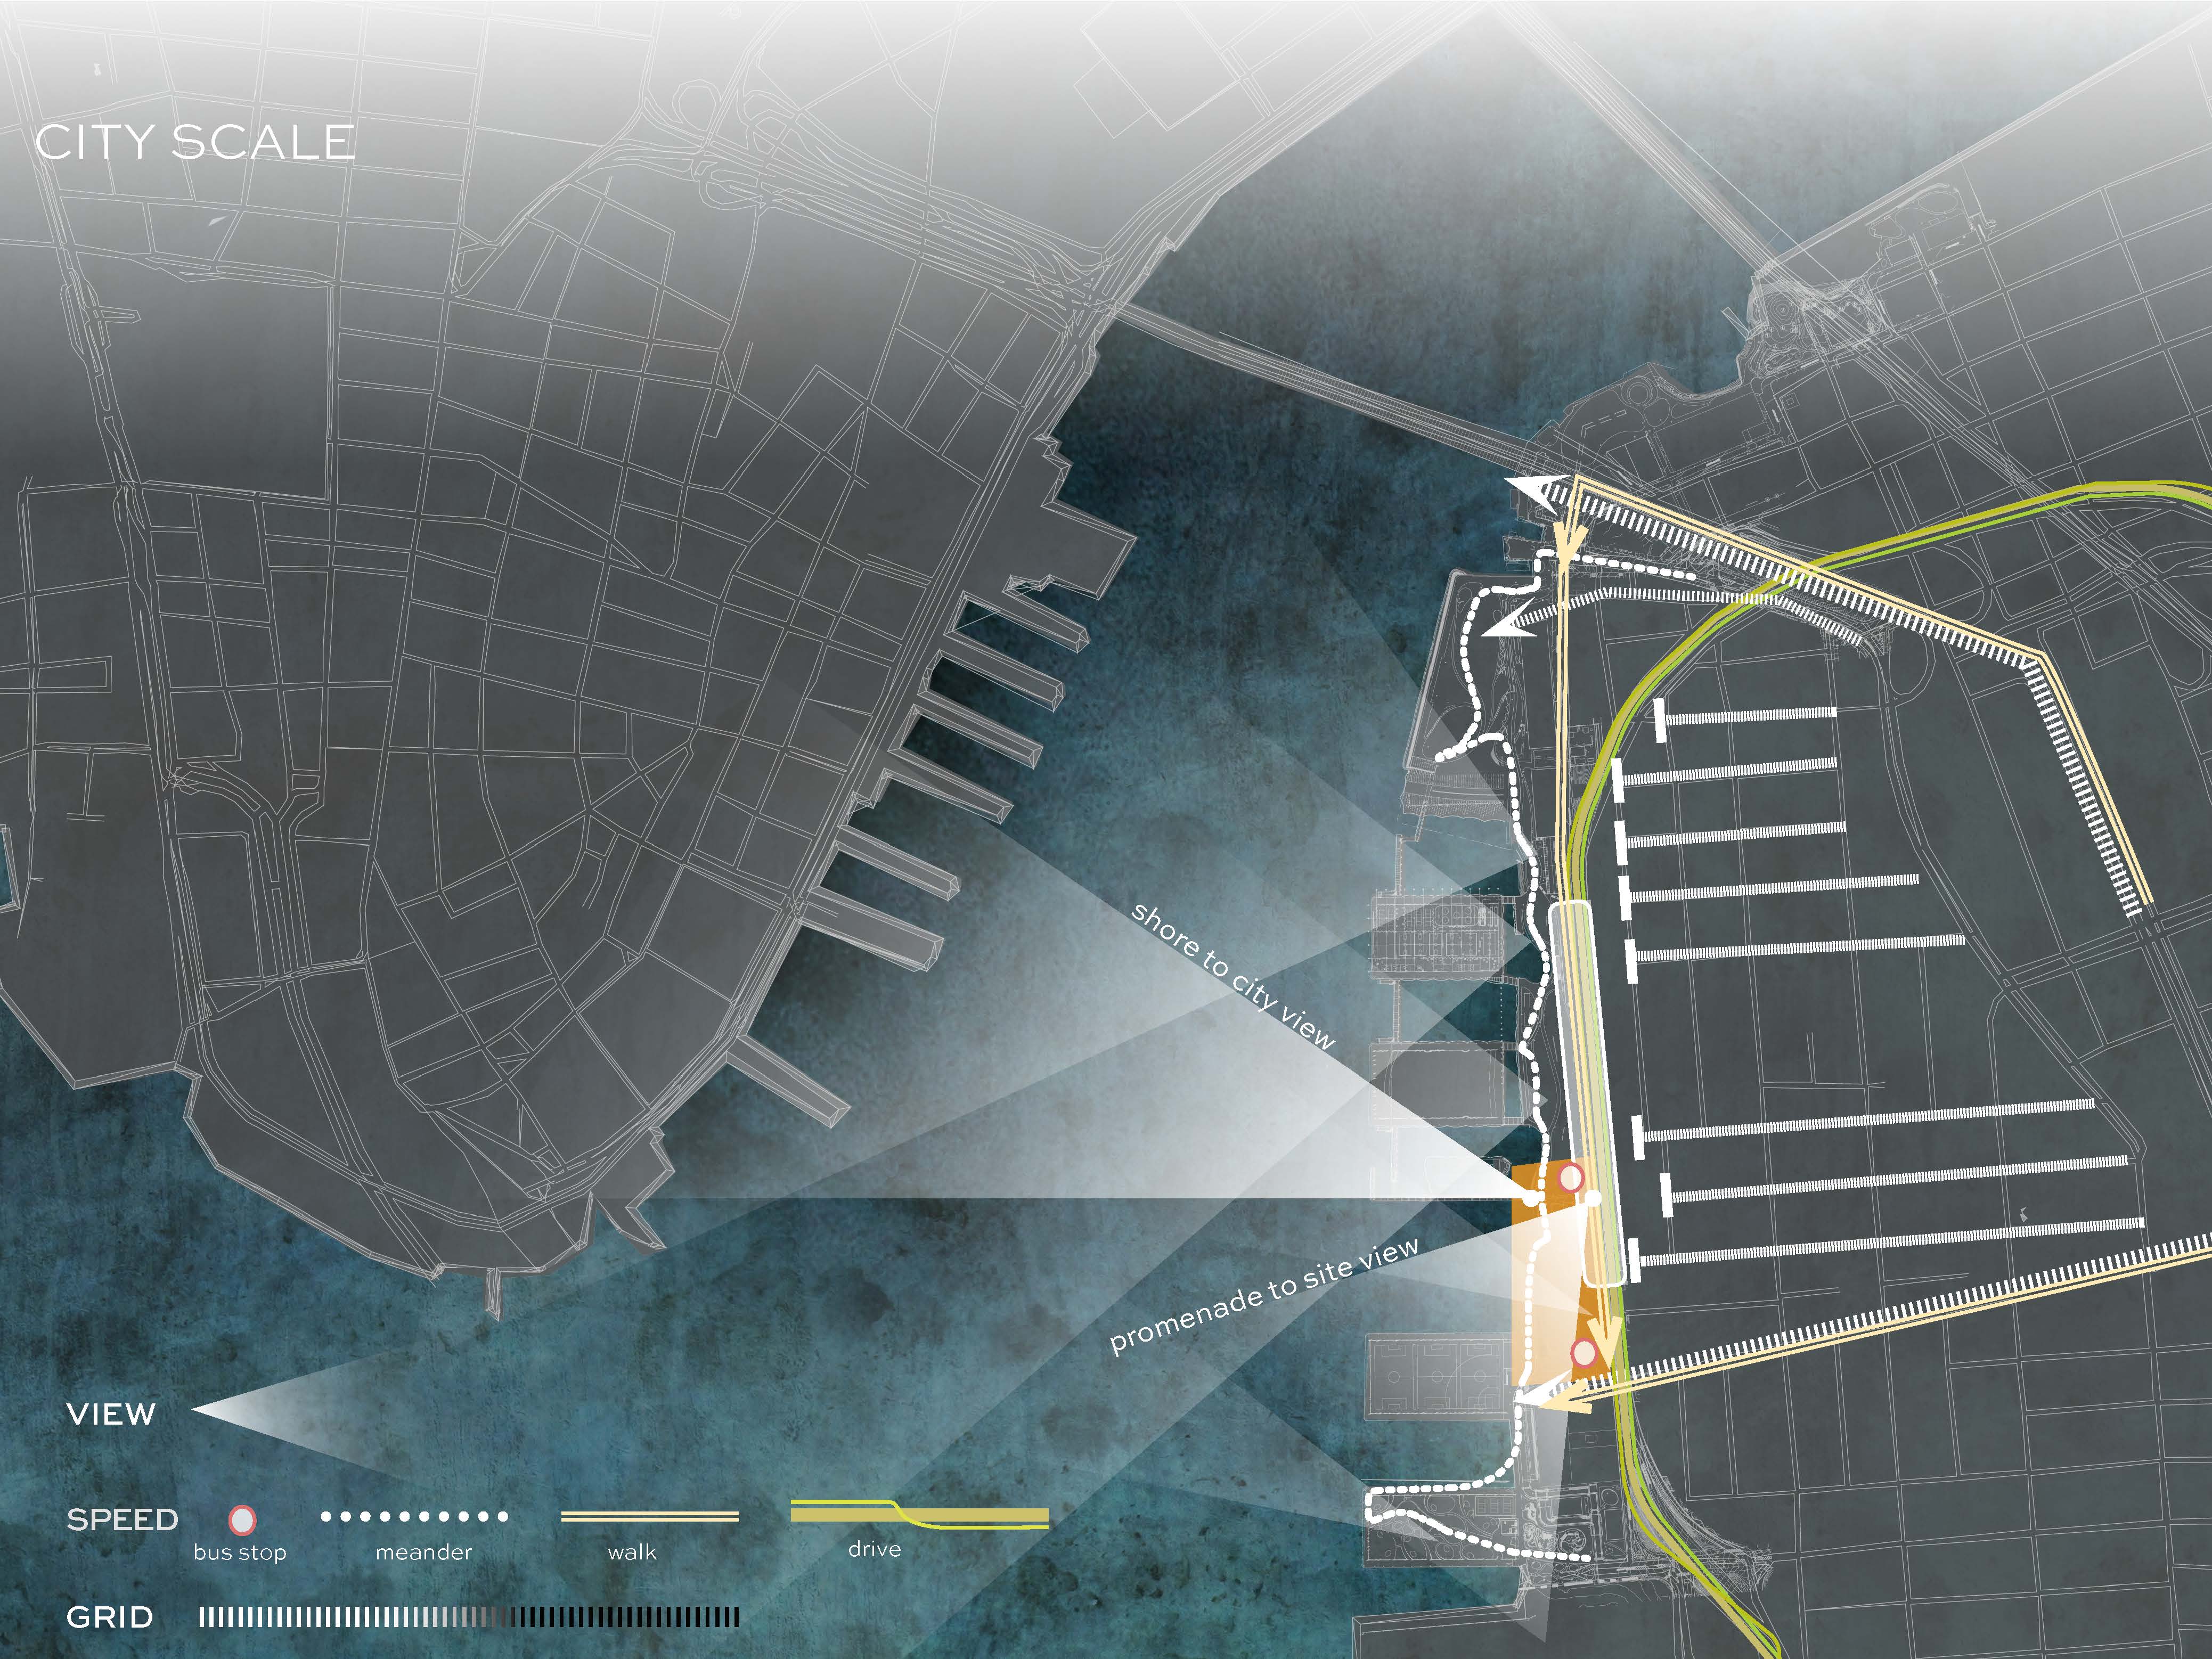 CITY SCALE
shore to city view
promenade to site view
VIEW
SPEED
bus stop
meander
walk
drive
GRID